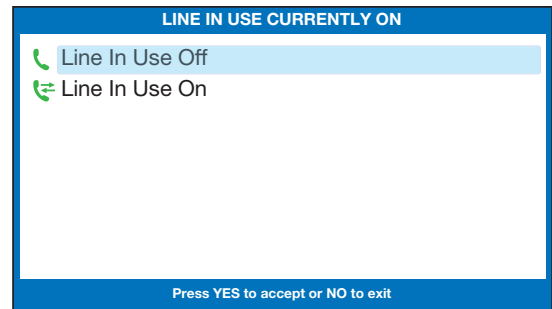 LINE IN USE CURRENTLY ON
Line In Use Off
Line In Use On
Press YES to accept or NO to exit